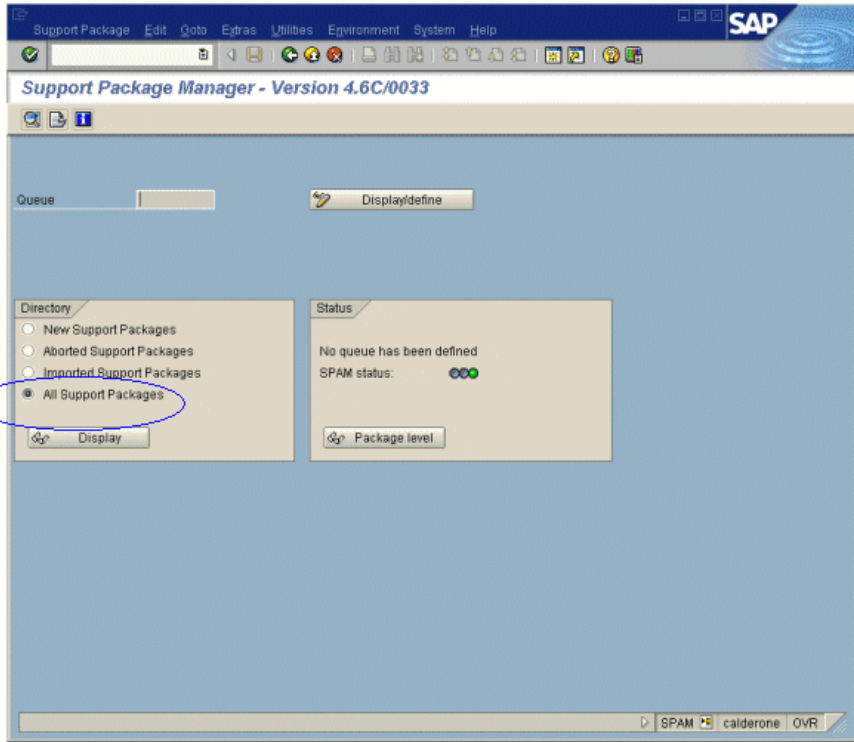 Support Package Edit Goto Extras Utilities Environment System Help
SAP
Support Package Manager - Version 4.6C/0033
Queue
Display/define
Directory
New Support Packages
Aborted Support Packages
Imported Support Packages
All Support Packages
Display
Status
No queue has been defined
SPAM status:
Package level
SPAM calderone OVR